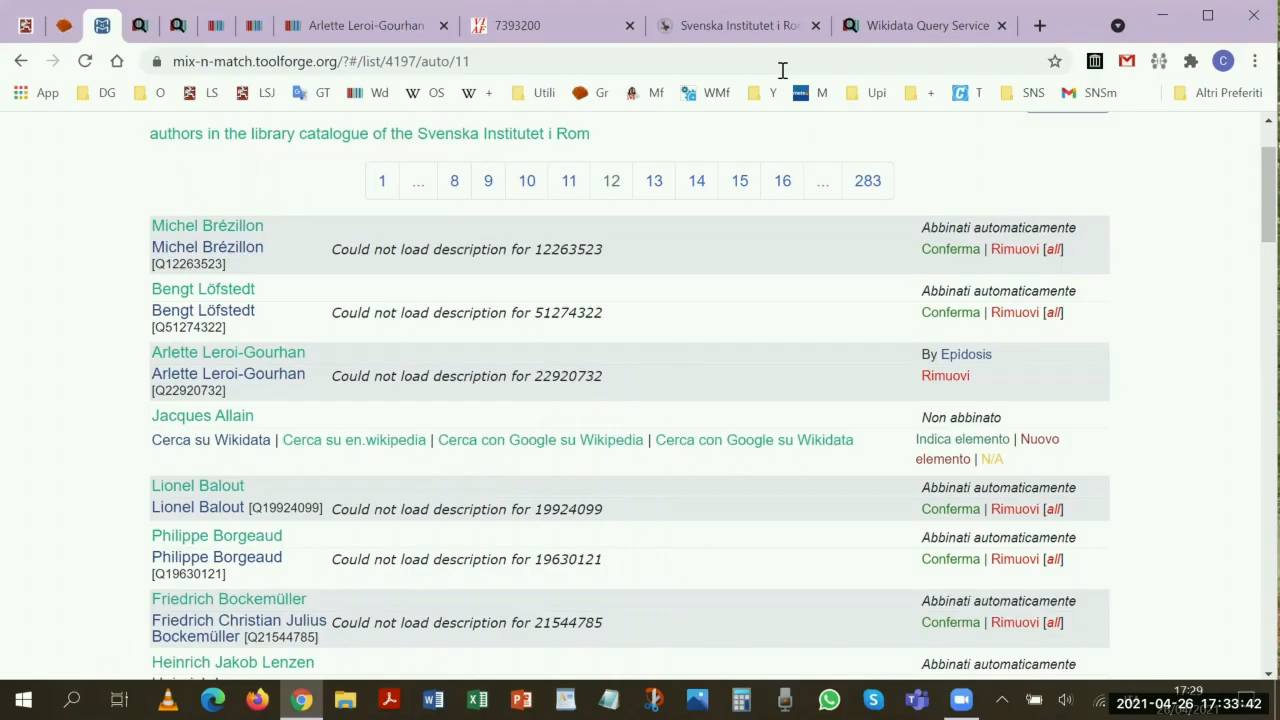 Arlette Leroi-Gourhan
7393200
Svenska Institutet i Ro
Wikidata Query Service
mix-n-match.toolforge.org/?#/list/4197/auto/11
C
App DG O LS LSJ GT Wd OS + Utili Gr Mf WMf Y M Upi + T SNS SNSm Altri Preferiti
authors in the library catalogue of the Svenska Institutet i Rom
1 ... 8 9 10 11 12 13 14 15 16 ... 283
Michel Brézillon
Abbinati automaticamente
Michel Brézillon
[Q12263523]
Could not load description for 12263523
Conferma | Rimuovi [all]
Bengt Löfstedt
Abbinati automaticamente
Bengt Löfstedt
[Q51274322]
Could not load description for 51274322
Conferma | Rimuovi [all]
Arlette Leroi-Gourhan
By Epìdosis
Arlette Leroi-Gourhan
[Q22920732]
Could not load description for 22920732
Rimuovi
Jacques Allain
Non abbinato
Cerca su Wikidata | Cerca su en.wikipedia | Cerca con Google su Wikipedia | Cerca con Google su Wikidata
Indica elemento | Nuovo
elemento | N/A
Lionel Balout
Abbinati automaticamente
Lionel Balout [Q19924099]
Could not load description for 19924099
Conferma | Rimuovi [all]
Philippe Borgeaud
Abbinati automaticamente
Philippe Borgeaud
[Q19630121]
Could not load description for 19630121
Conferma | Rimuovi [all]
Friedrich Bockemüller
Abbinati automaticamente
Friedrich Christian Julius
Bockemüller [Q21544785]
Could not load description for 21544785
Conferma | Rimuovi [all]
Heinrich Jakob Lenzen
Abbinati automaticamente
17:29
2021-04-26 17:33:42